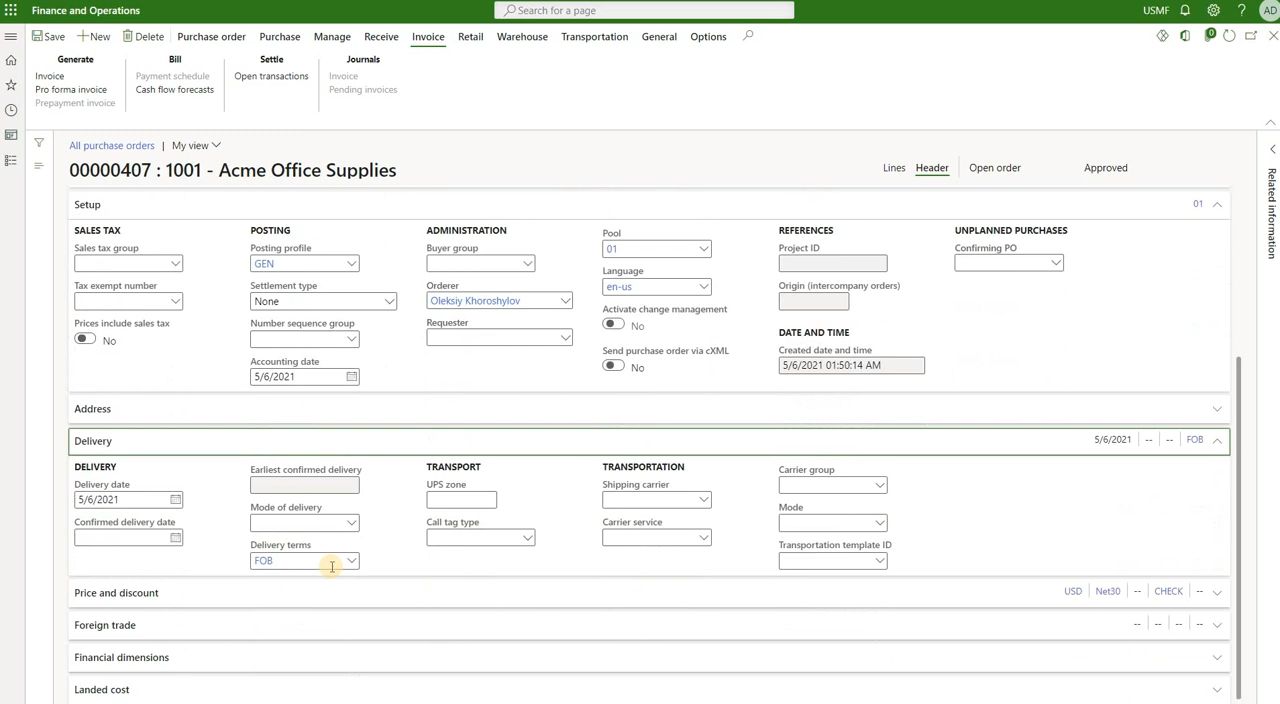 Finance and Operations
Search for a page
USMF
?
AD
Save
New
Delete
Purchase order
Purchase
Manage
Receive
Invoice
Retail
Warehouse
Transportation
General
Options
0
Generate
Invoice
Pro forma invoice
Prepayment invoice
Bill
Payment schedule
Cash flow forecasts
Settle
Open transactions
Journals
Invoice
Pending invoices
All purchase orders | My view
00000407 : 1001 - Acme Office Supplies
Lines
Header
Open order
Approved
Related information
Setup
01
SALES TAX
Sales tax group
Tax exempt number
Prices include sales tax
No
POSTING
Posting profile
GEN
Settlement type
None
Number sequence group
Accounting date
5/6/2021
ADMINISTRATION
Buyer group
Orderer
Oleksiy Khoroshylov
Requester
Pool
01
Language
en-us
Activate change management
No
Send purchase order via cXML
No
REFERENCES
Project ID
Origin (intercompany orders)
DATE AND TIME
Created date and time
5/6/2021 01:50:14 AM
UNPLANNED PURCHASES
Confirming PO
Address
Delivery
5/6/2021 | -- | -- | FOB
DELIVERY
Delivery date
5/6/2021
Confirmed delivery date
Earliest confirmed delivery
Mode of delivery
Delivery terms
FOB
TRANSPORT
UPS zone
Call tag type
TRANSPORTATION
Shipping carrier
Carrier service
Carrier group
Mode
Transportation template ID
Price and discount
USD | Net30 | -- | CHECK | --
Foreign trade
-- | -- | -- | --
Financial dimensions
Landed cost